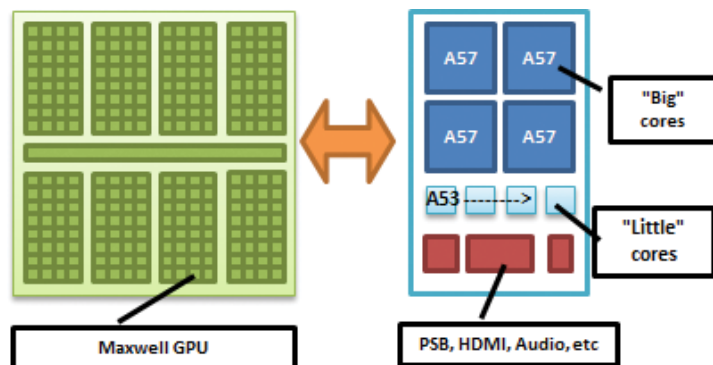 A57 A57
"Big"
cores
A57 A57
A53 -------->
"Little"
cores
Maxwell GPU
PSB, HDMI, Audio, etc